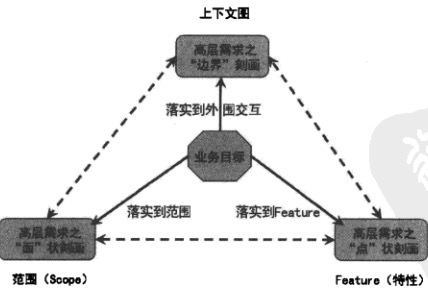 上下文图
高层需求之
“边界”刻画
落实到外围交互
业务目标
落实到范围
落实到Feature
高层需求之
“面”状刻画
高层需求之
“点”状刻画
范围（Scope）
Feature（特性）